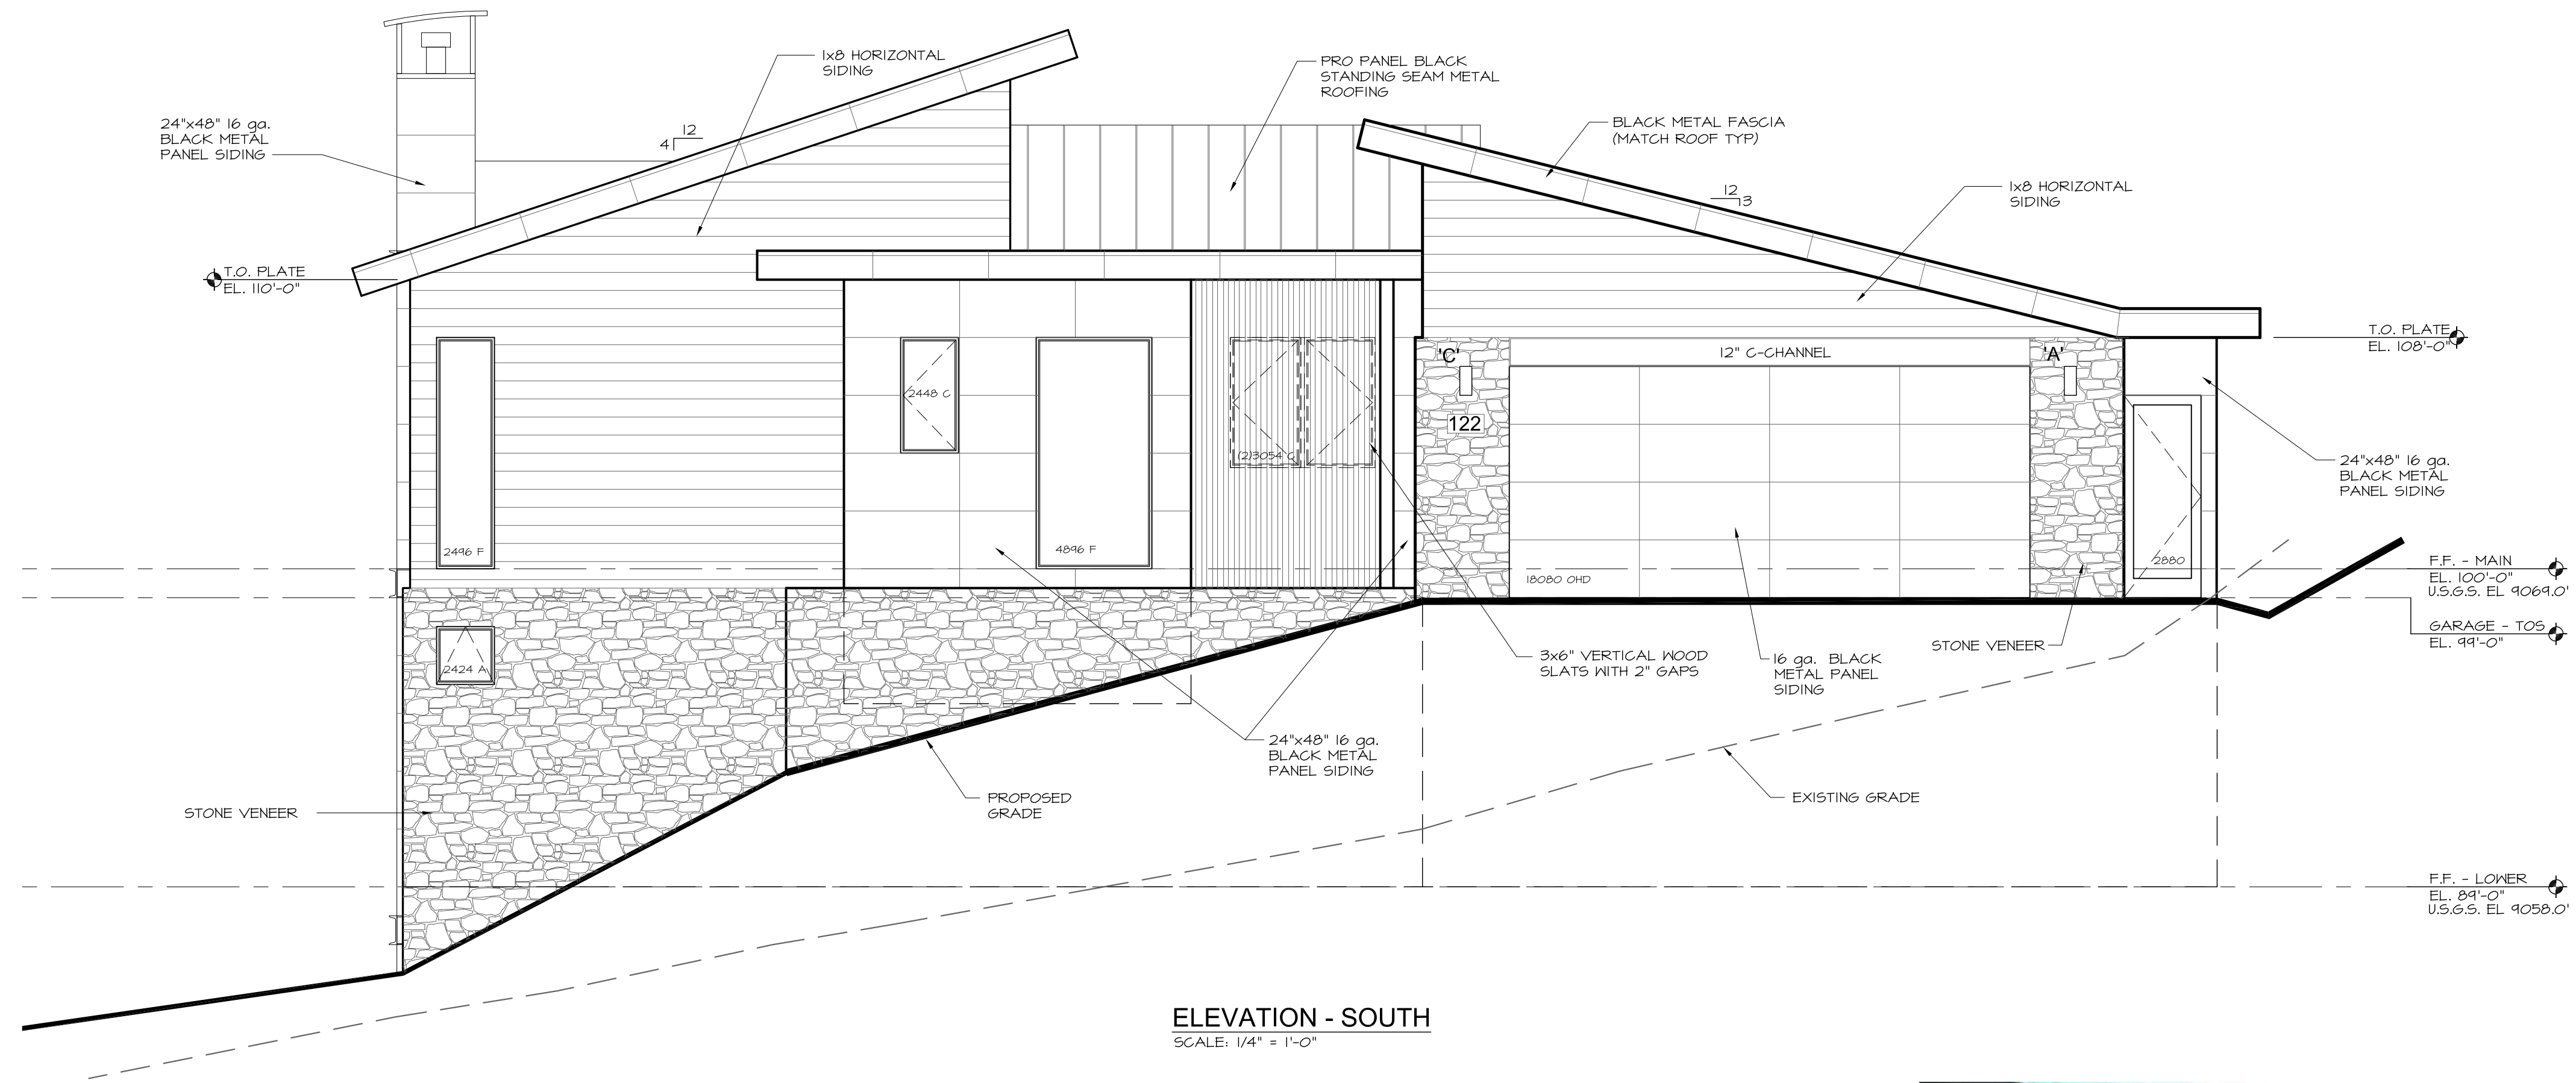 1x8 HORIZONTAL
SIDING
PRO PANEL BLACK
STANDING SEAM METAL
ROOFING
24"x48" 16 ga.
BLACK METAL
PANEL SIDING
12
4
BLACK METAL FASCIA
(MATCH ROOF TYP)
12
3
1x8 HORIZONTAL
SIDING
T.O. PLATE
EL. 110'-0"
T.O. PLATE
EL. 108'-0"
'C'
12" C-CHANNEL
'A'
2448 C
122
(2)3054 C
24"x48" 16 ga.
BLACK METAL
PANEL SIDING
2496 F
4896 F
18080 OHD
2880
F.F. - MAIN
EL. 100'-0"
U.S.G.S. EL 9069.0'
GARAGE - TOS
EL. 99'-0"
2424 A
3x6" VERTICAL WOOD
SLATS WITH 2" GAPS
16 ga. BLACK
METAL PANEL
SIDING
STONE VENEER
24"x48" 16 ga.
BLACK METAL
PANEL SIDING
STONE VENEER
PROPOSED
GRADE
EXISTING GRADE
F.F. - LOWER
EL. 89'-0"
U.S.G.S. EL 9058.0'
ELEVATION - SOUTH
SCALE: 1/4" = 1'-0"